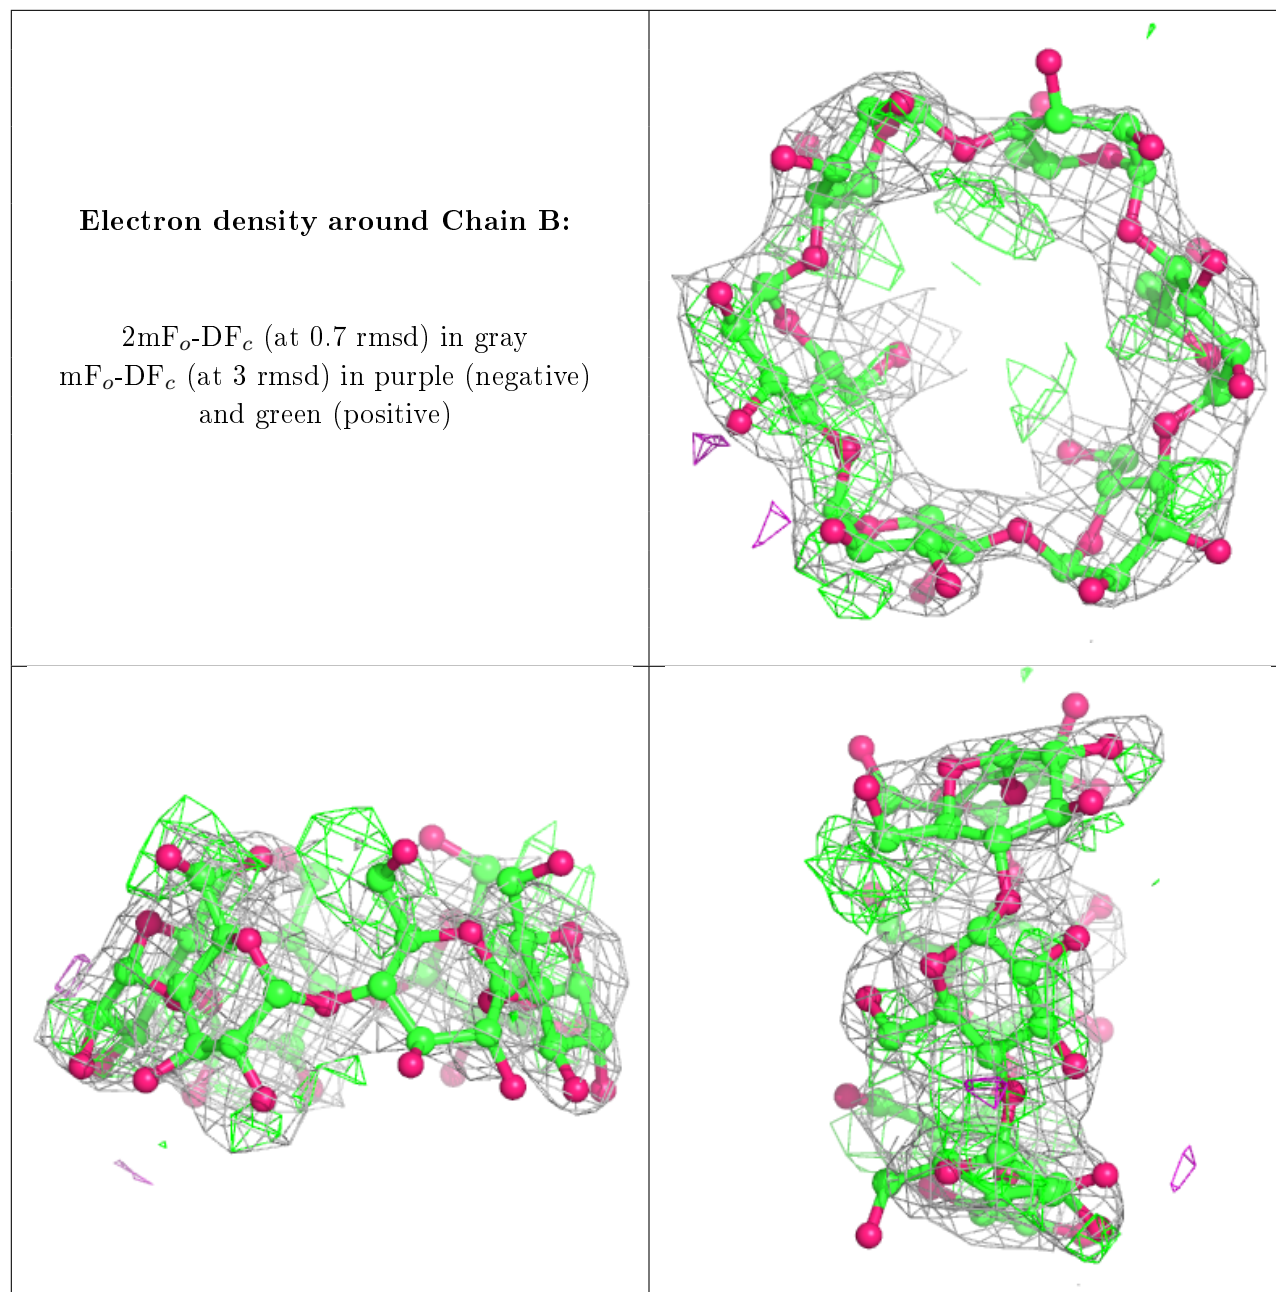 Electron density around Chain B:
2mFo-DFc (at 0.7 rmsd) in gray
mFo-DFc (at 3 rmsd) in purple (negative)
and green (positive)